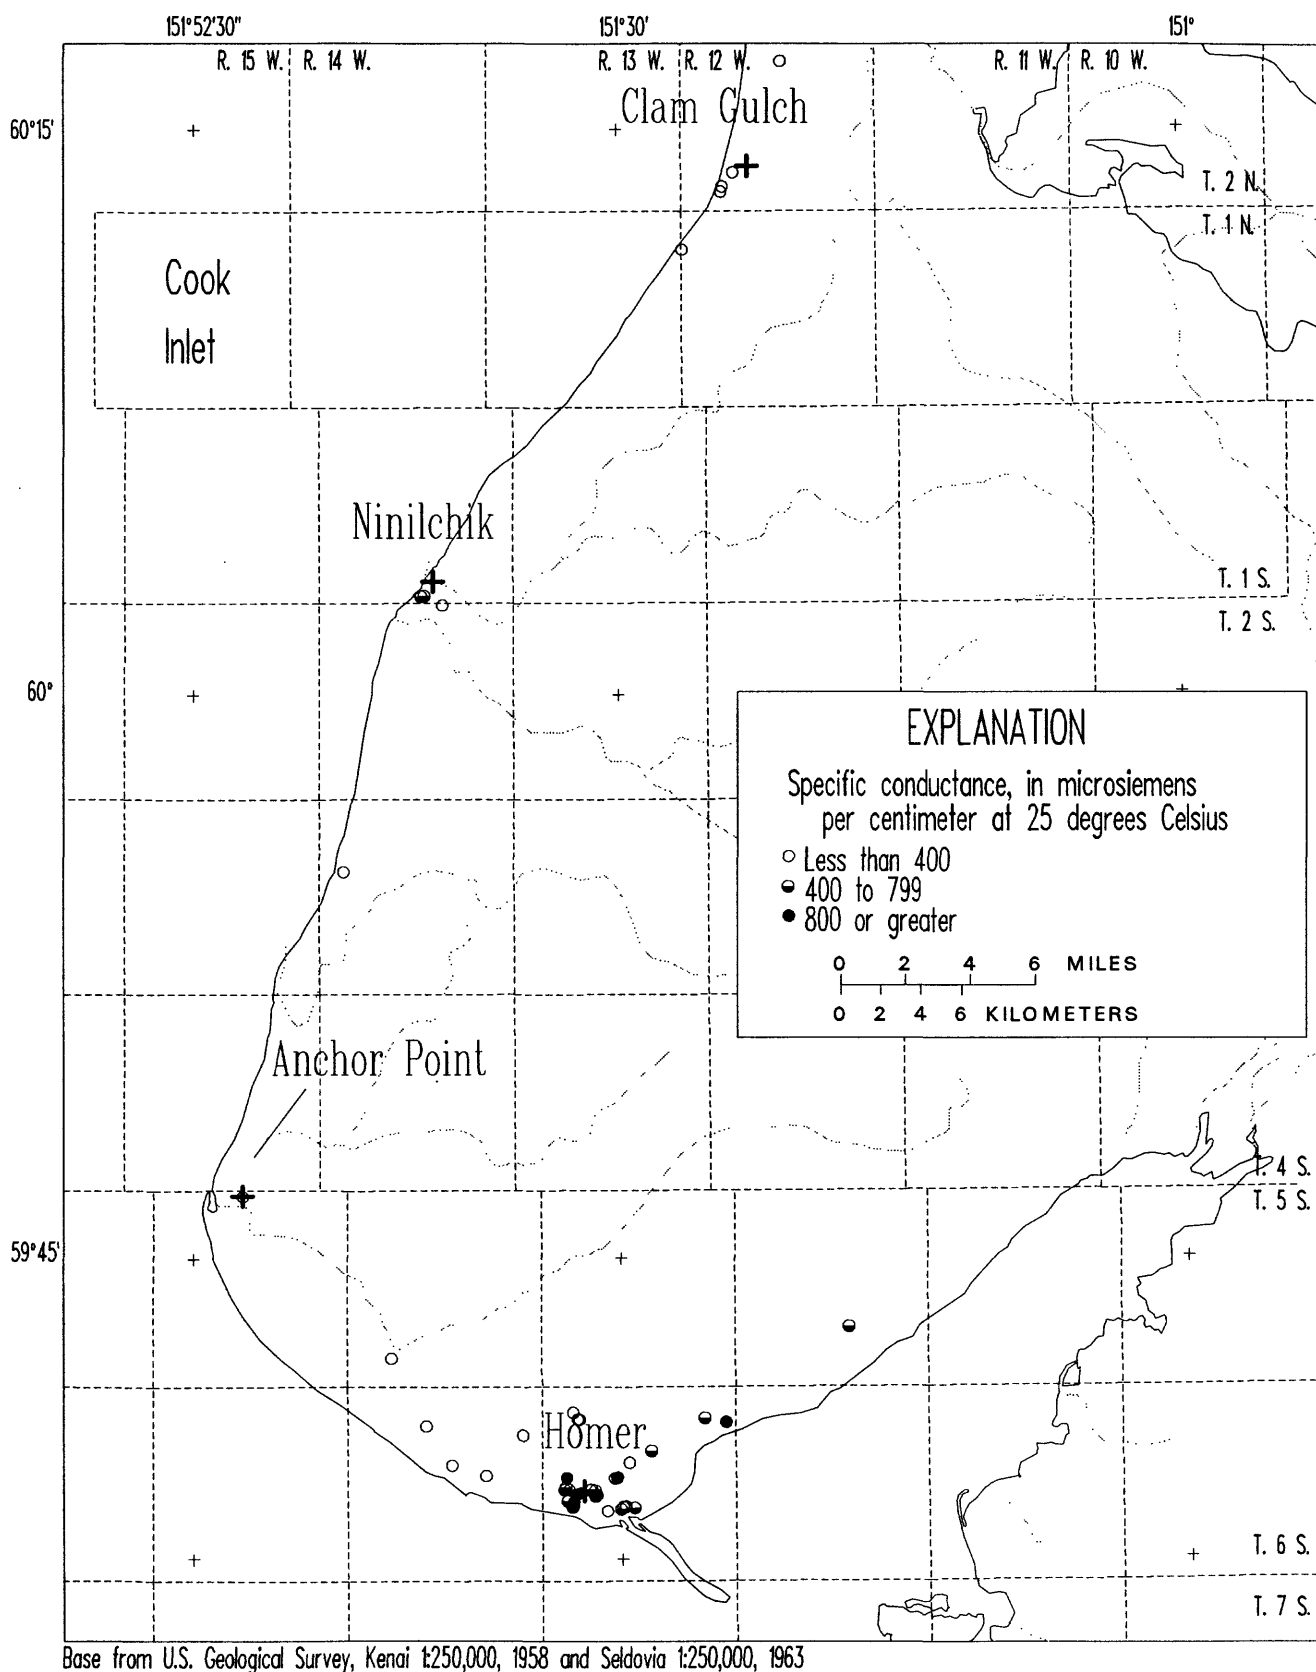 151°52'30" 151°30' 151°
R. 15 W. R. 14 W. R. 13 W. R. 12 W. R. 11 W. R. 10 W.
Clam Gulch
60°15'
T. 2 N.
T. 1 N.
Cook
Inlet
Ninilchik
T. 1 S.
T. 2 S.
60°
EXPLANATION
Specific conductance, in microsiemens
per centimeter at 25 degrees Celsius
Less than 400
400 to 799
800 or greater
0 2 4 6 MILES
0 2 4 6 KILOMETERS
Anchor Point
T. 4 S.
T. 5 S.
59°45'
Homer
T. 6 S.
T. 7 S.
Base from U.S. Geological Survey, Kenai 1:250,000, 1958 and Seldovia 1:250,000, 1963